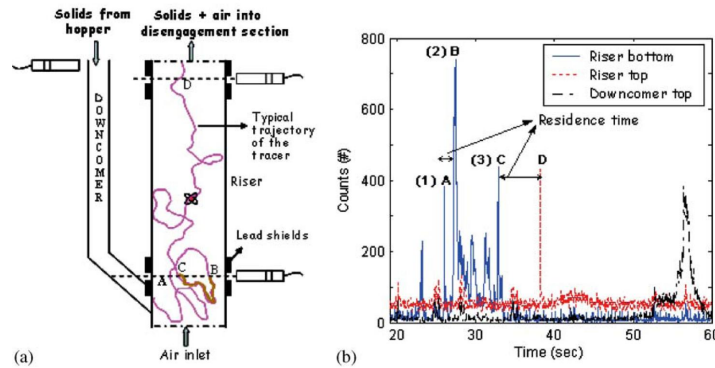 Solids from
hopper
Solids + air into
disengagement section
DOWNCOMER
D
Typical
trajectory
of the
tracer
Riser
Lead shields
C
B
A
Air inlet
(a)
800
600
400
200
0
Counts (#)
(2) B
(1) A
(3) C
D
Riser bottom
Riser top
Downcomer top
Residence time
20
30
40
50
60
Time (sec)
(b)